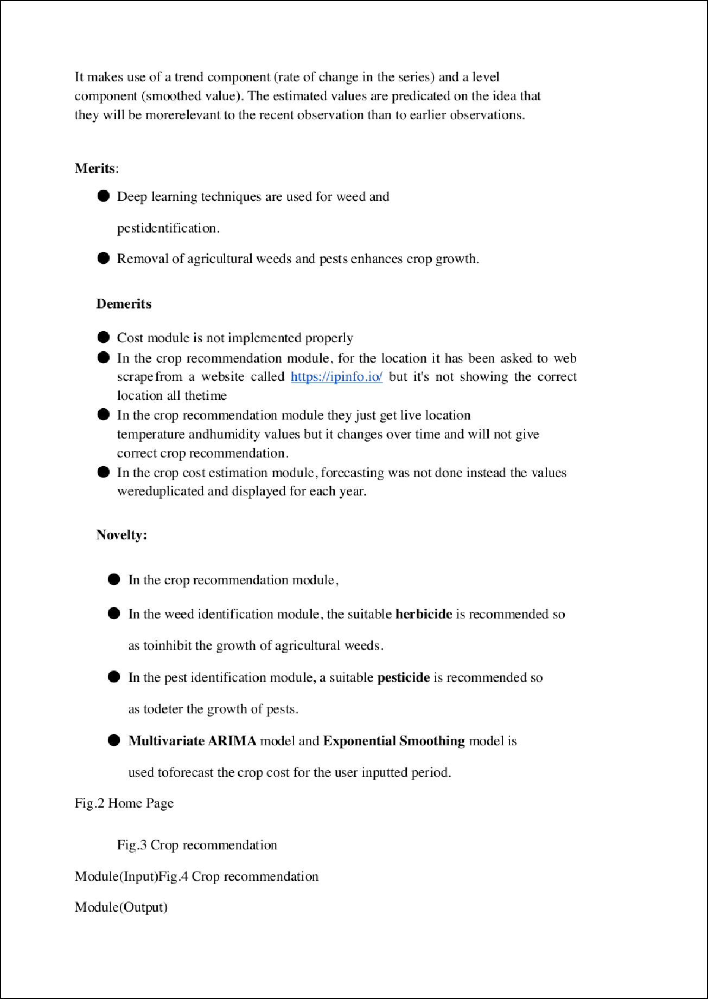 It makes use of a trend component (rate of change in the series) and a level
component (smoothed value). The estimated values are predicated on the idea that
they will be morerelevant to the recent observation than to earlier observations.
Merits:
● Deep learning techniques are used for weed and
pestidentification.
● Removal of agricultural weeds and pests enhances crop growth.
Demerits
● Cost module is not implemented properly
● In the crop recommendation module, for the location it has been asked to web
scrapefrom a website called https://ipinfo.io/ but it's not showing the correct
location all thetime
● In the crop recommendation module they just get live location
temperature andhumidity values but it changes over time and will not give
correct crop recommendation.
● In the crop cost estimation module, forecasting was not done instead the values
wereduplicated and displayed for each year.
Novelty:
● In the crop recommendation module,
● In the weed identification module, the suitable herbicide is recommended so
as toinhibit the growth of agricultural weeds.
● In the pest identification module, a suitable pesticide is recommended so
as todeter the growth of pests.
● Multivariate ARIMA model and Exponential Smoothing model is
used toforecast the crop cost for the user inputted period.
Fig.2 Home Page
Fig.3 Crop recommendation
Module(Input)Fig.4 Crop recommendation
Module(Output)